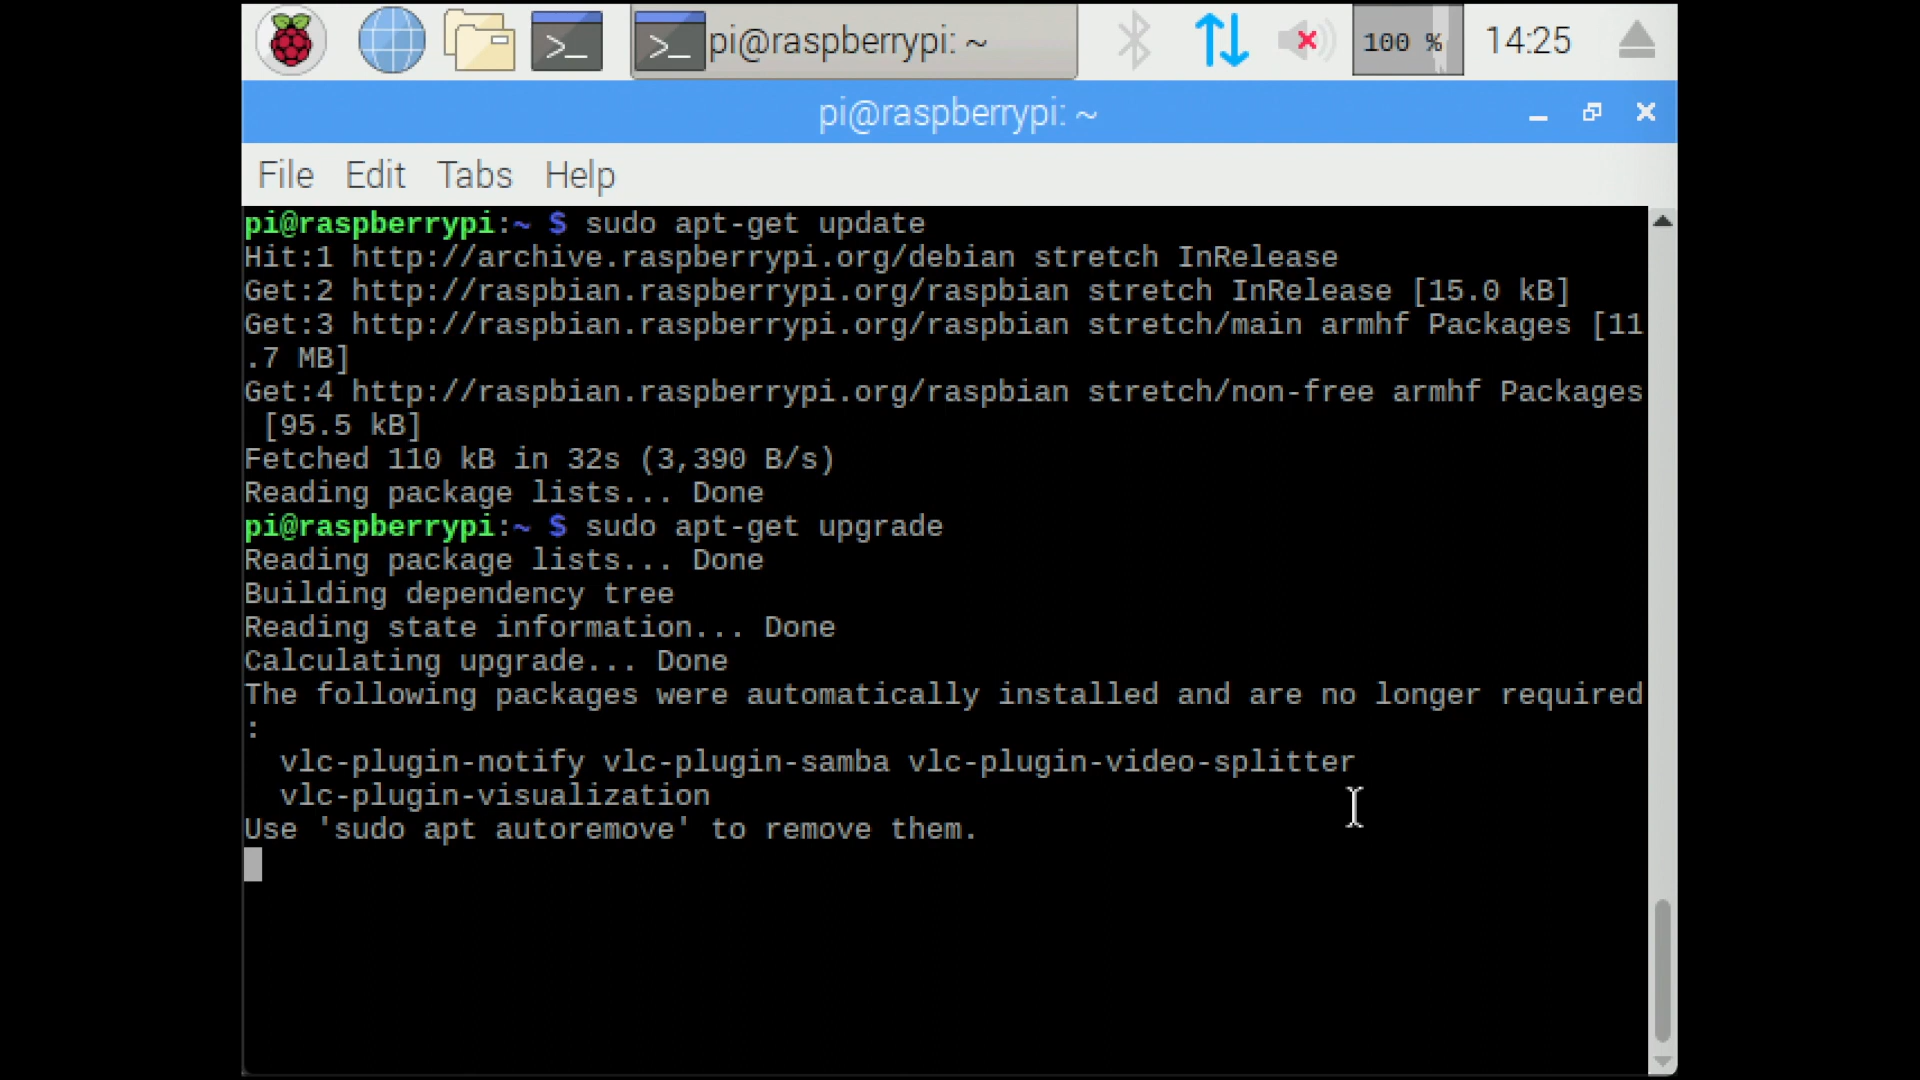 pi@raspberrypi: ~
100 %
14:25
pi@raspberrypi: ~
File Edit Tabs Help
pi@raspberrypi:~ $ sudo apt-get update
Hit:1 http://archive.raspberrypi.org/debian stretch InRelease
Get:2 http://raspbian.raspberrypi.org/raspbian stretch InRelease [15.0 kB]
Get:3 http://raspbian.raspberrypi.org/raspbian stretch/main armhf Packages [11
.7 MB]
Get:4 http://raspbian.raspberrypi.org/raspbian stretch/non-free armhf Packages
[95.5 kB]
Fetched 110 kB in 32s (3,390 B/s)
Reading package lists... Done
pi@raspberrypi:~ $ sudo apt-get upgrade
Reading package lists... Done
Building dependency tree
Reading state information... Done
Calculating upgrade... Done
The following packages were automatically installed and are no longer required
:
vlc-plugin-notify vlc-plugin-samba vlc-plugin-video-splitter
vlc-plugin-visualization
Use 'sudo apt autoremove' to remove them.